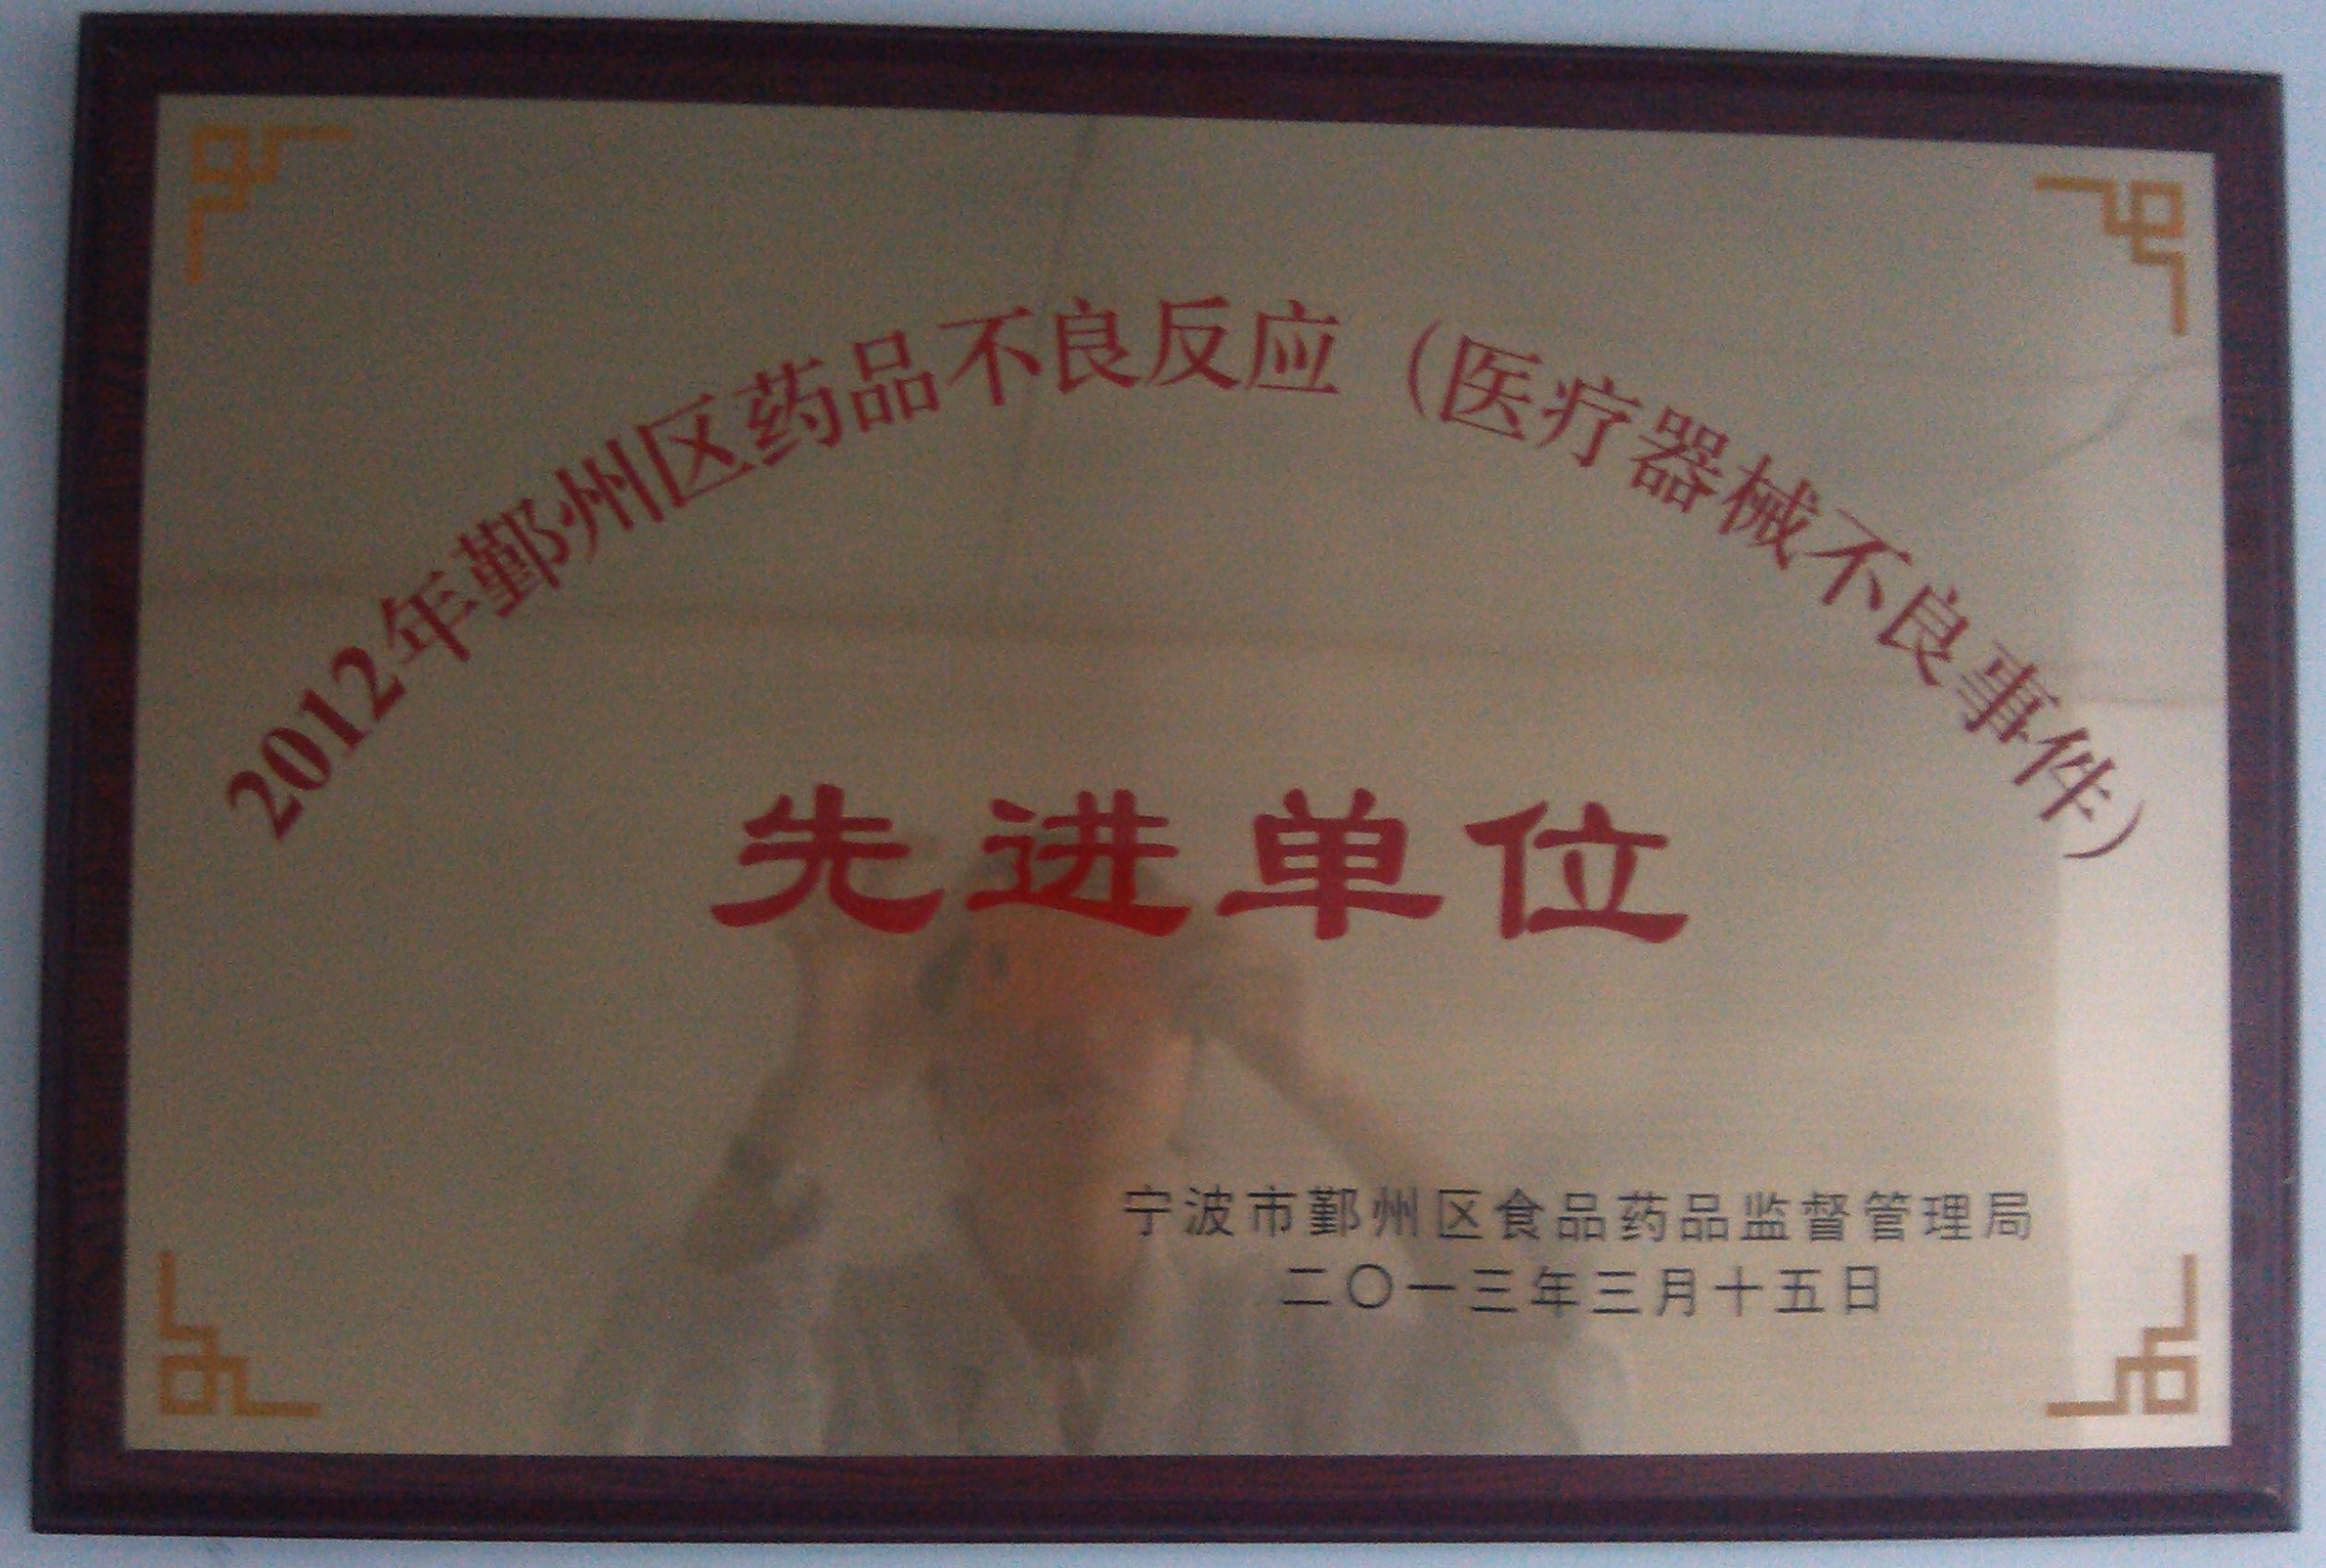 2012年鄞州区药品不良反应（医疗器械不良事件）
先进单位
宁波市鄞州区食品药品监督管理局
二〇一三年三月十五日